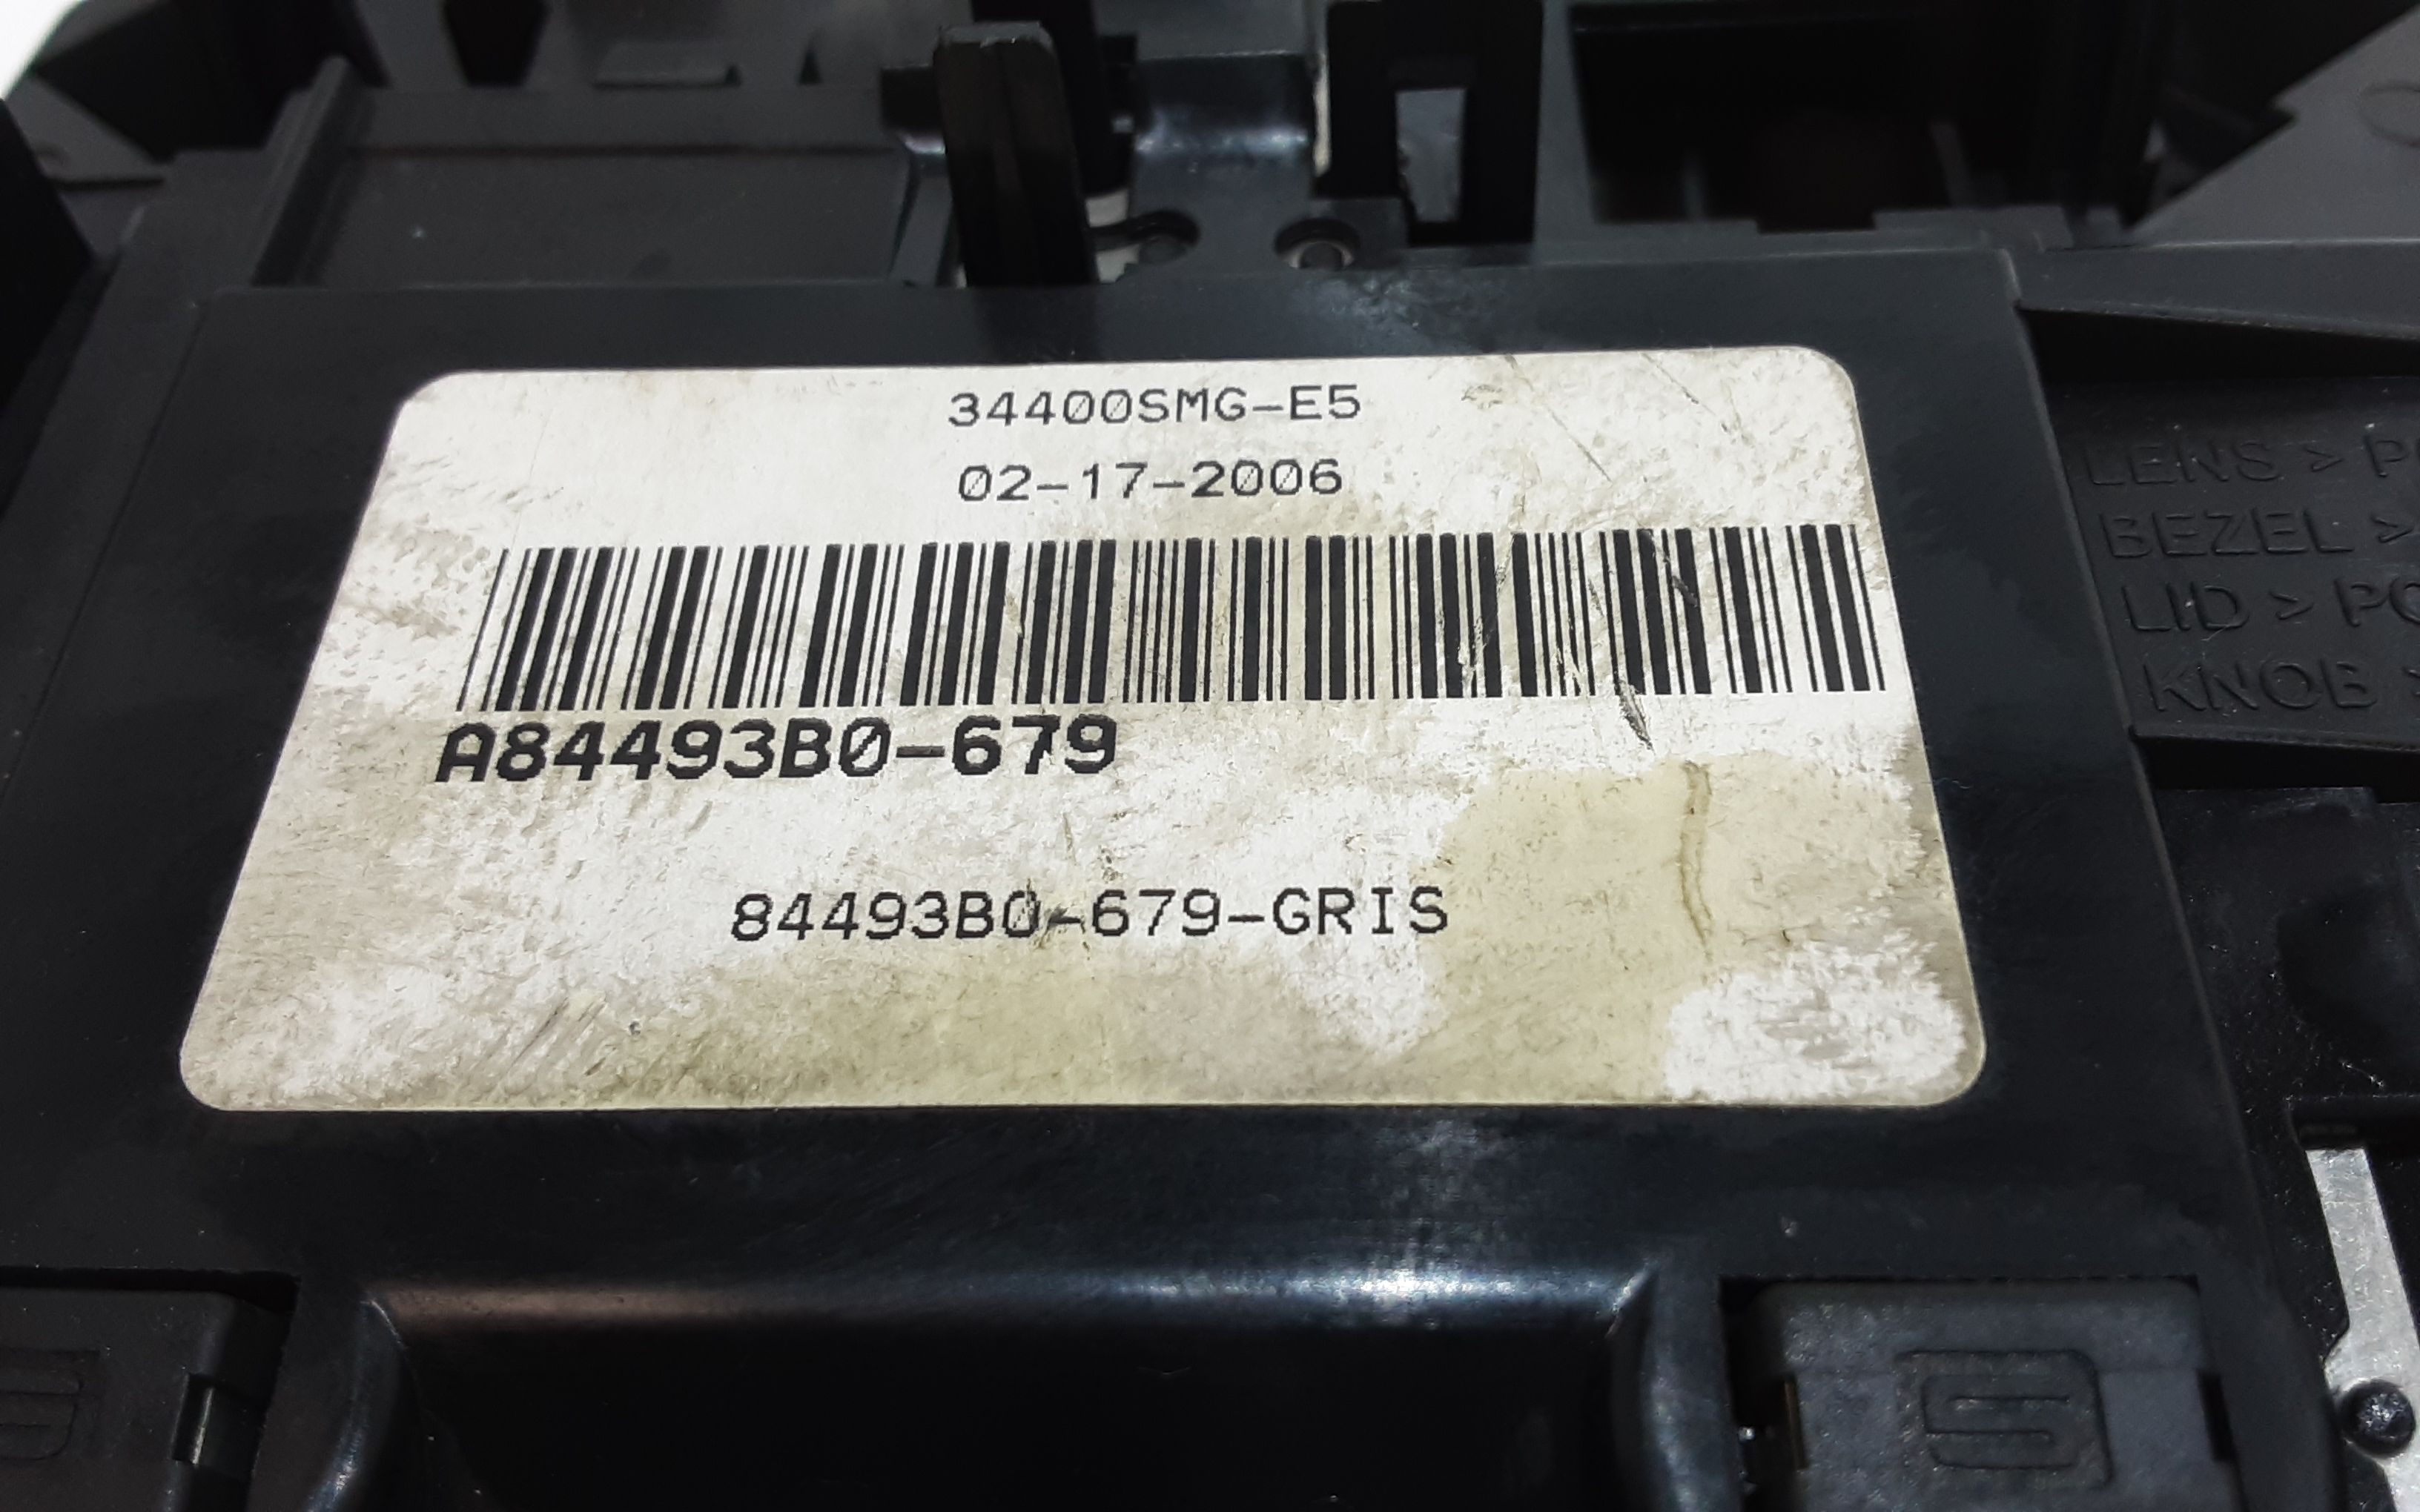 34400SMG-E5
02-17-2006
A84493B0-679
84493B0-679-GRIS
LENS >
BEZEL >
LID >
KNOB